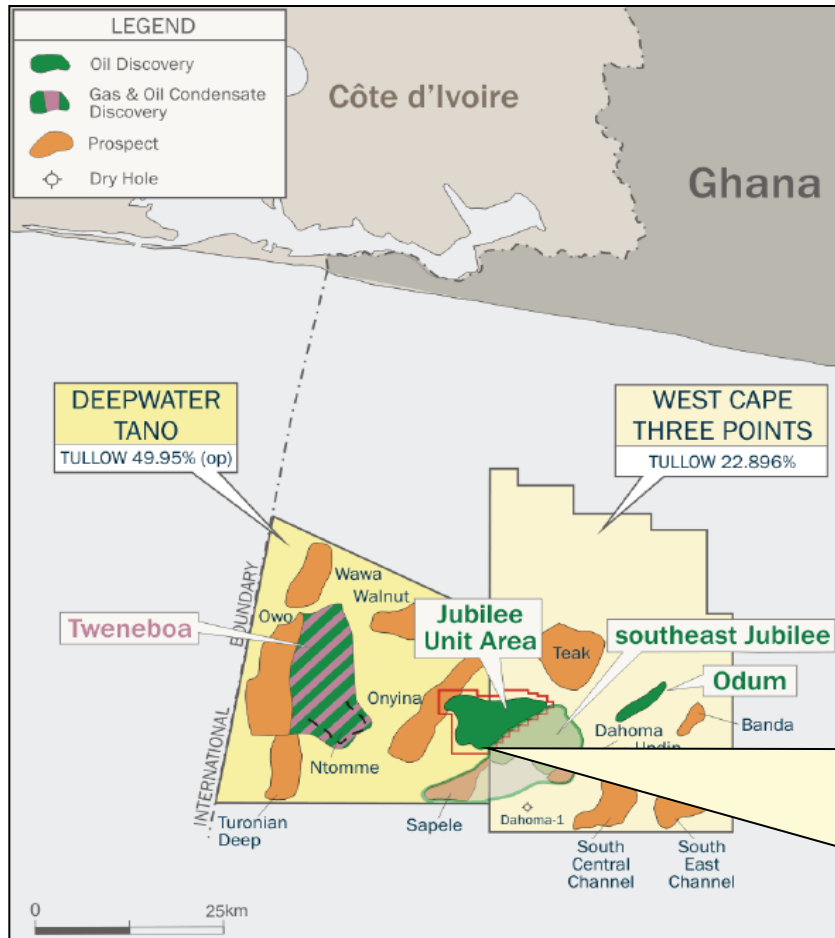 LEGEND
Oil Discovery
Gas & Oil Condensate
Discovery
Prospect
Dry Hole
Côte d'Ivoire
Ghana
DEEPWATER
TANO
TULLOW 49.95% (op)
WEST CAPE
THREE POINTS
TULLOW 22.896%
INTERNATIONAL BOUNDARY
Wawa
Walnut
Owo
Tweneboa
Jubilee
Unit Area
southeast Jubilee
Teak
Odum
Onyina
Banda
Dahoma
Ntomme
Turonian
Deep
Sapele
Dahoma-1
South
Central
Channel
South
East
Channel
0
25km